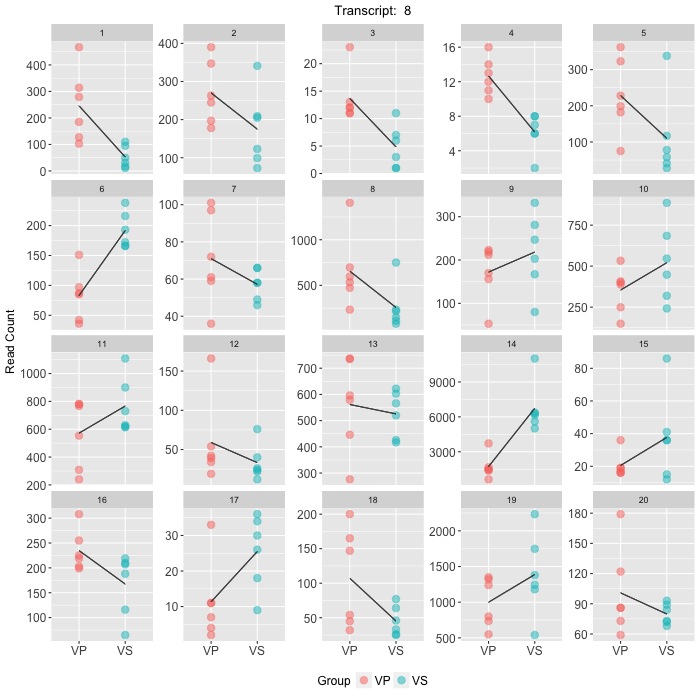 Transcript: 8
1 2 3 4 5
400 300 200 100 0
400 300 200 100
20 15 10 5 0
16 12 8 4
300 200 100
6 7 8 9 10
200 150 100 50
100 80 60 40
1000 500
300 200 100
750 500 250
Read Count
11 12 13 14 15
1000 800 600 400 200
150 100 50
700 600 500 400 300
9000 6000 3000
80 60 40 20
16 17 18 19 20
300 250 200 150 100
30 20 10
200 150 100 50
2000 1500 1000 500
180 150 120 90 60
VP VS VP VS VP VS VP VS VP VS
Group VP VS